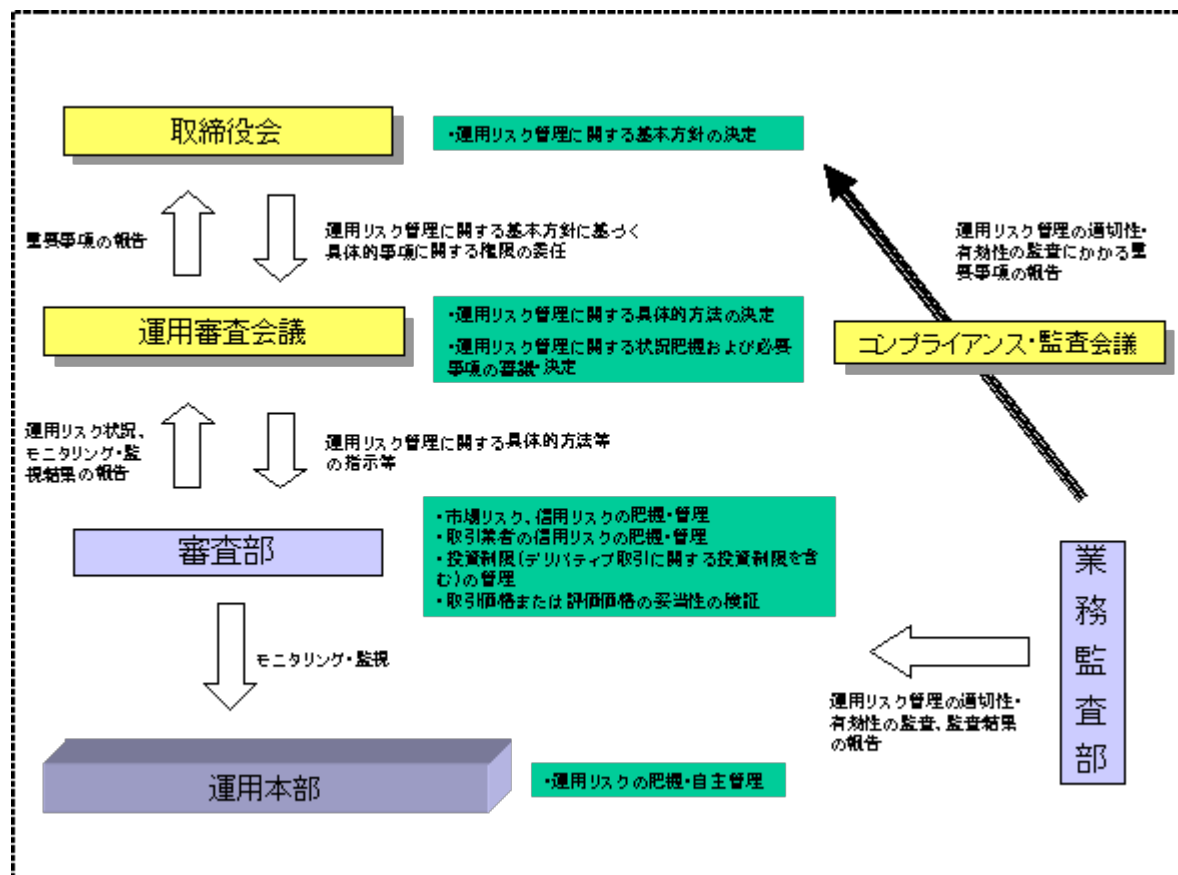 取締役会
・運用リスク管理に関する基本方針の決定
重要事項の報告
運用リスク管理に関する基本方針に基づく
具体的事項に関する権限の委任
運用リスク管理の適切性・
有効性の監査にかかる重
要事項の報告
運用審査会議
・運用リスク管理に関する具体的方法の決定
・運用リスク管理に関する状況把握および必要
事項の審議・決定
コンプライアンス・監査会議
運用リスク状況、
モニタリング・監
視結果の報告
運用リスク管理に関する具体的方法等
の指示等
審査部
・市場リスク、信用リスクの把握・管理
・取引業者の信用リスクの把握・管理
・投資制限(デリバティブ取引に関する投資制限を含
む)の管理
・取引価格または評価価格の妥当性の検証
業務監査部
モニタリング・監視
運用リスク管理の適切性・
有効性の監査、監査結果
の報告
運用本部
・運用リスクの把握・自主管理